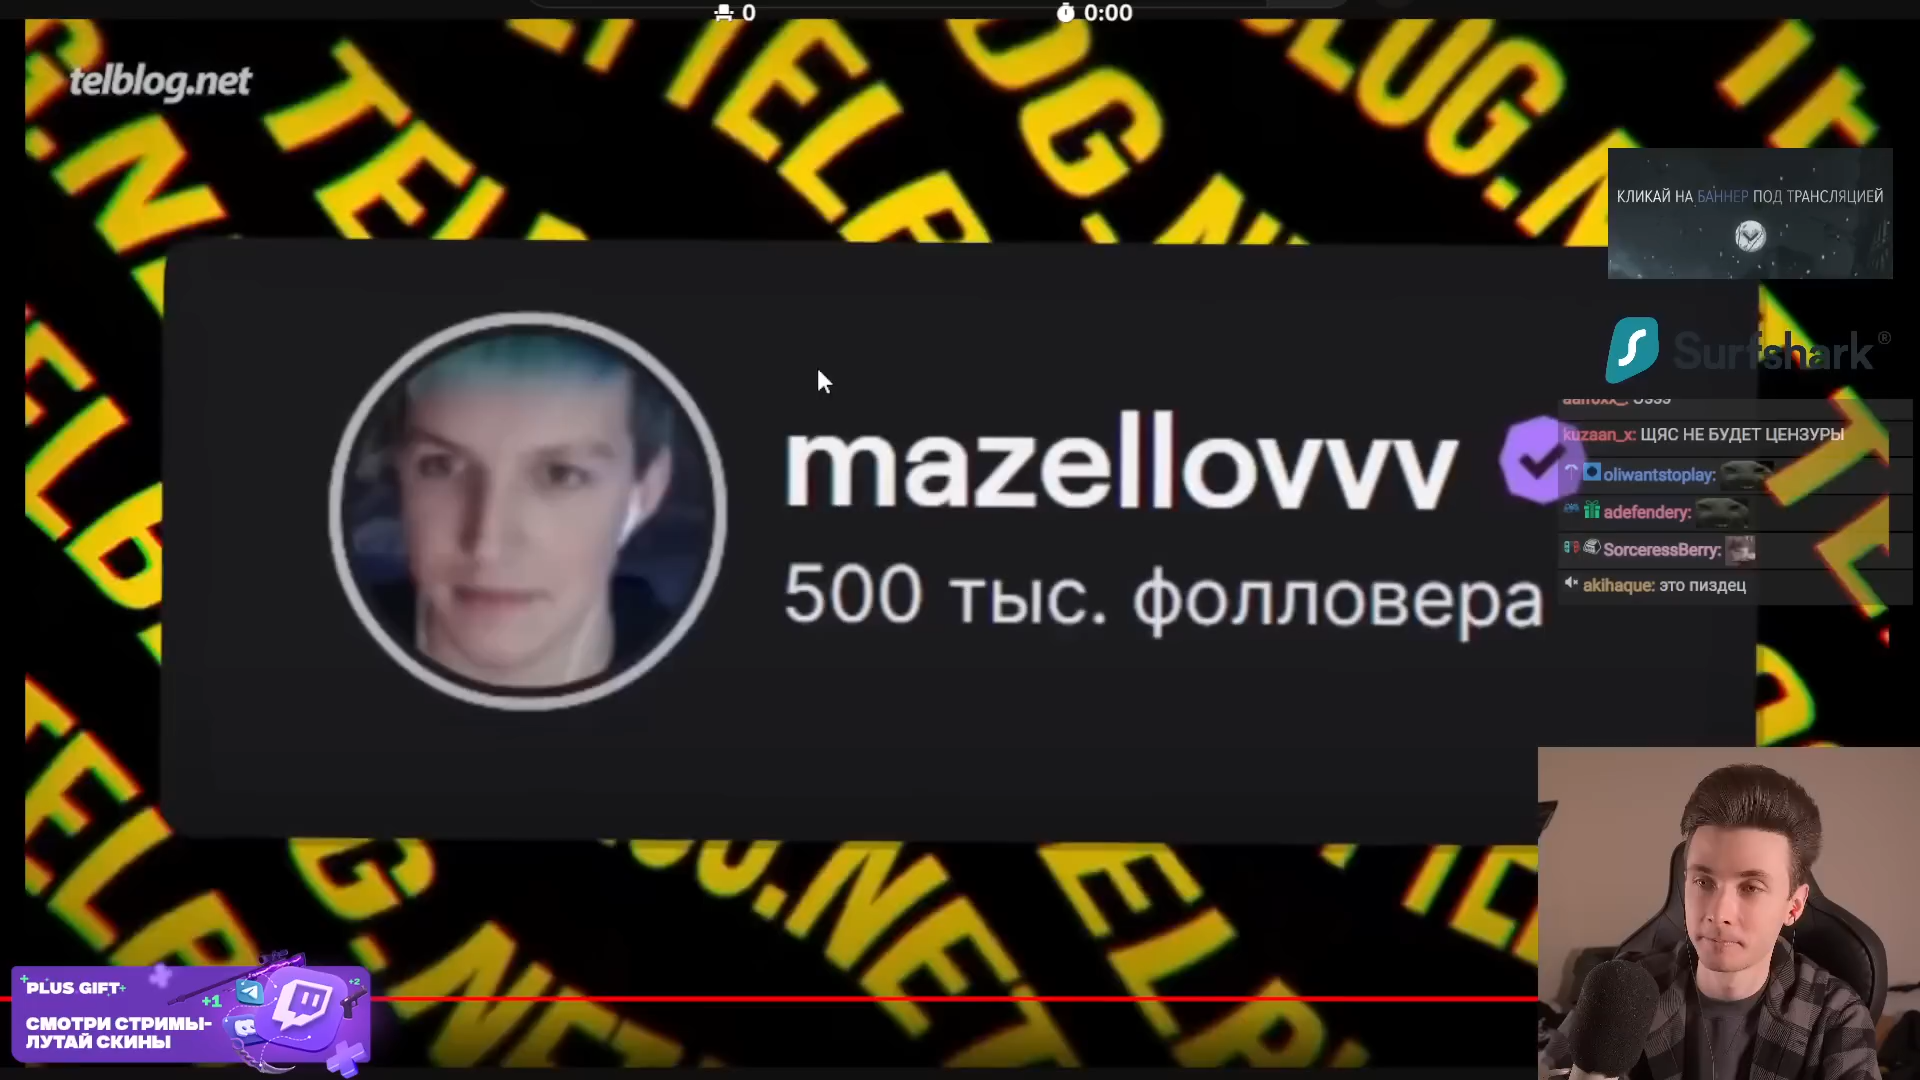 0
0:00
telblog.net
КЛИКАЙ НА БАННЕР ПОД ТРАНСЛЯЦИЕЙ
Surfshark®
kuzaan_x: ЩЯС НЕ БУДЕТ ЦЕНЗУРЫ
mazellovvv
oliwantstoplay:
adefendery:
SorceressBerry:
500 тыс. фолловера
akihaque: это пиздец
PLUS GIFT+
+1
+2
СМОТРИ СТРИМЫ-
ЛУТАЙ СКИНЫ